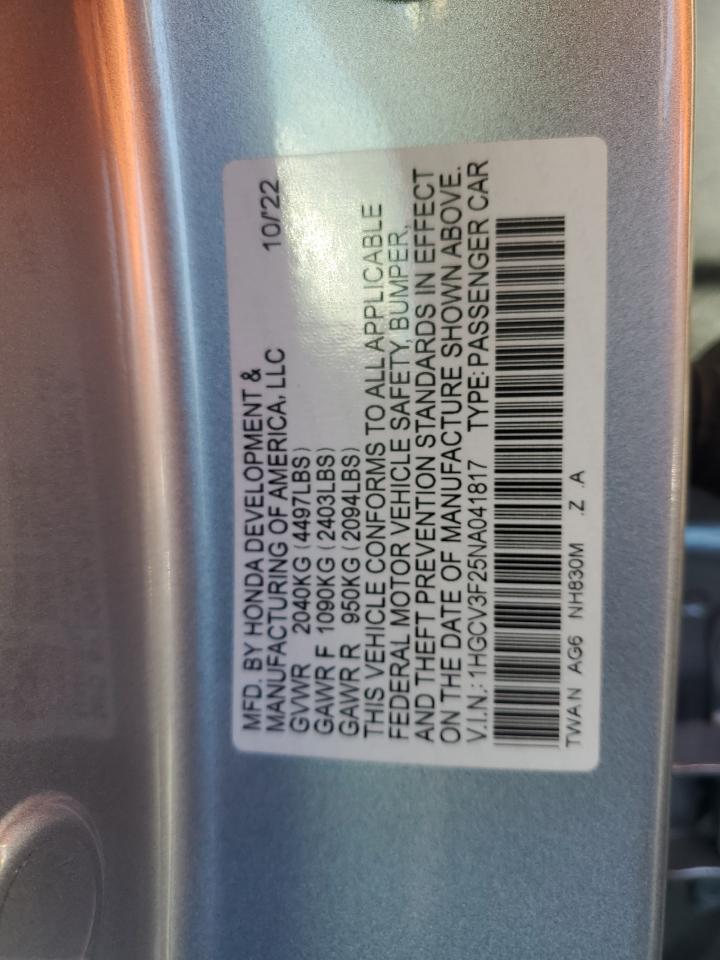 MFD. BY HONDA DEVELOPMENT &
MANUFACTURING OF AMERICA, LLC 10/'22
GVWR 2040KG (4497LBS)
GAWR F 1090KG (2403LBS)
GAWR R 950KG (2094LBS)
THIS VEHICLE CONFORMS TO ALL APPLICABLE
FEDERAL MOTOR VEHICLE SAFETY, BUMPER,
AND THEFT PREVENTION STANDARDS IN EFFECT
ON THE DATE OF MANUFACTURE SHOWN ABOVE.
V.I.N.: 1HGCV3F25NA041817 TYPE: PASSENGER CAR
TWA N AG6 NH830M .Z .A